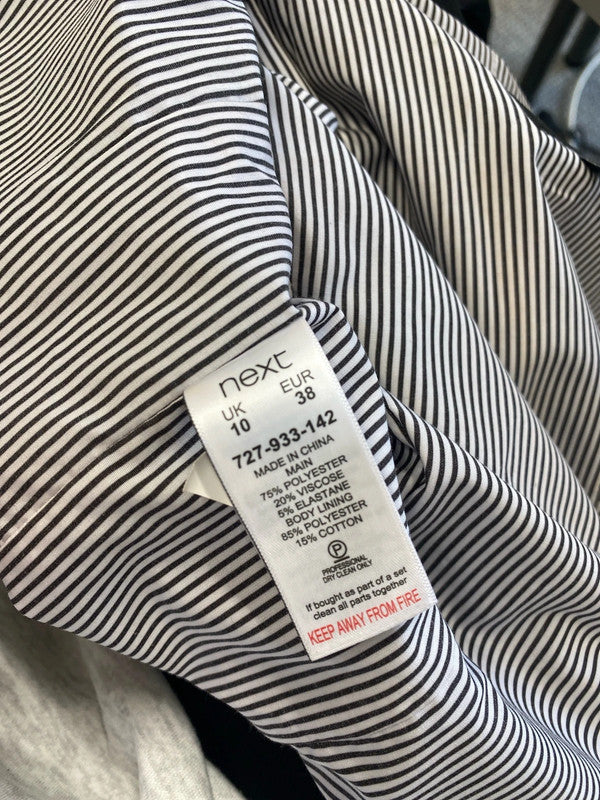 next
UK EUR
10 38
727-933-142
MADE IN CHINA
MAIN
75% POLYESTER
20% VISCOSE
5% ELASTANE
BODY LINING
85% POLYESTER
15% COTTON
P
PROFESSIONAL
DRY CLEAN ONLY
If bought as part of a set
clean all parts together
KEEP AWAY FROM FIRE